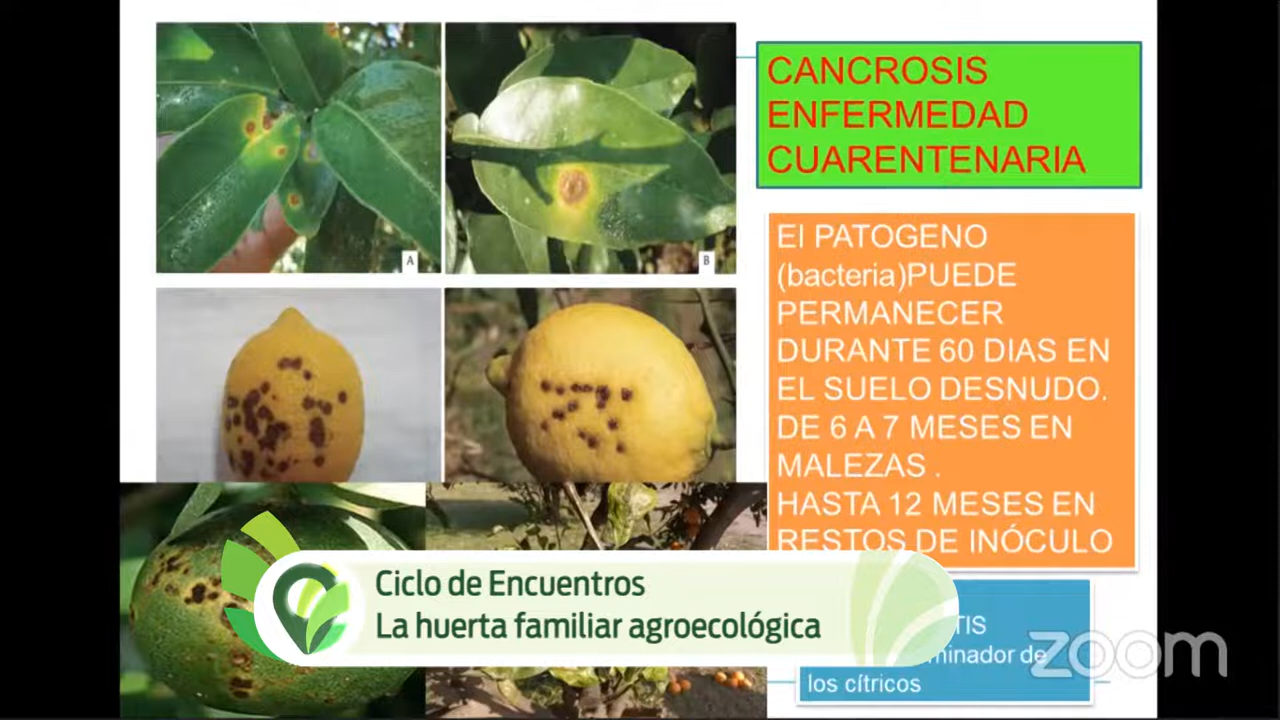 CANCROSIS
ENFERMEDAD
CUARENTENARIA
A
B
El PATOGENO
(bacteria)PUEDE
PERMANECER
DURANTE 60 DIAS EN
EL SUELO DESNUDO.
DE 6 A 7 MESES EN
MALEZAS .
HASTA 12 MESES EN
RESTOS DE INÓCULO
Ciclo de Encuentros
La huerta familiar agroecológica
minador de
los cítricos
zoom